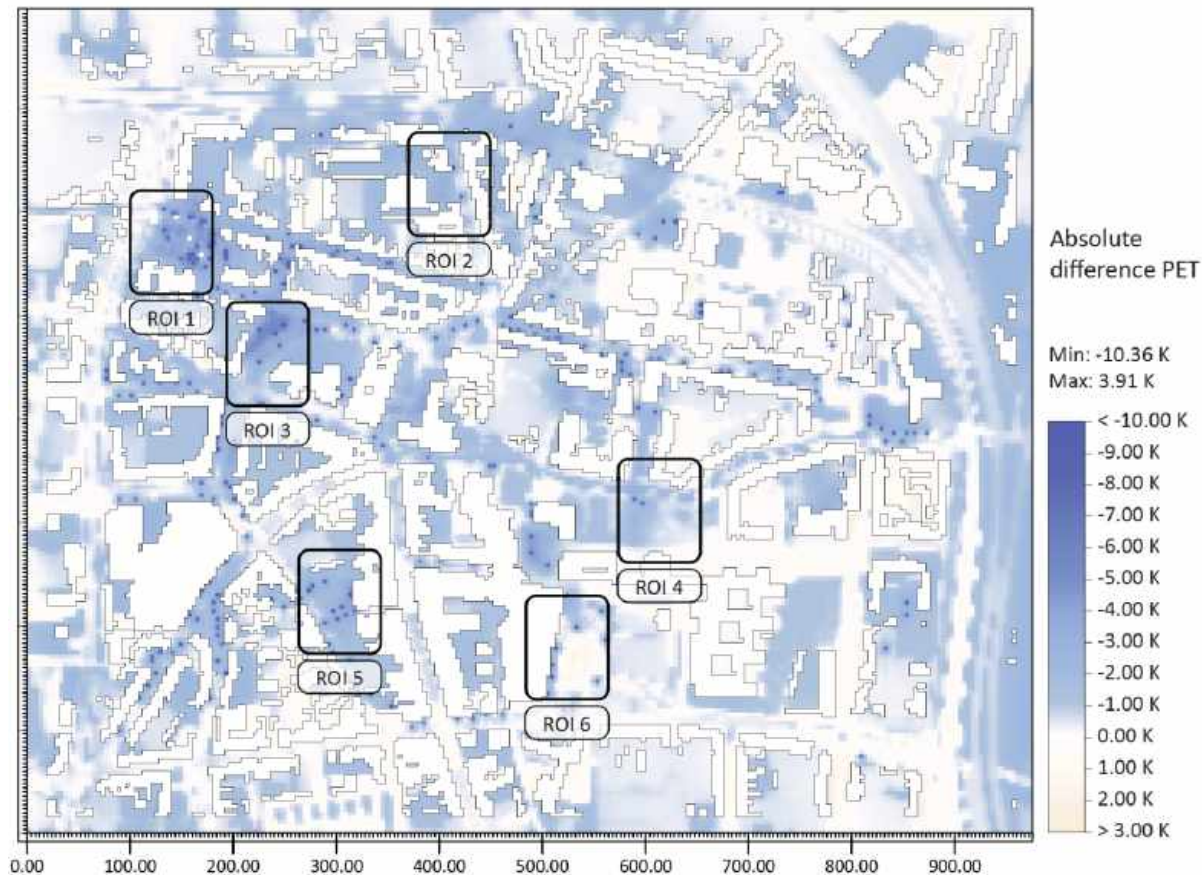 ROI 2
ROI 1
ROI 3
ROI 4
ROI 5
ROI 6
Absolute
difference PET
Min: -10.36 K
Max: 3.91 K
< -10.00 K
-9.00 K
-8.00 K
-7.00 K
-6.00 K
-5.00 K
-4.00 K
-3.00 K
-2.00 K
-1.00 K
0.00 K
1.00 K
2.00 K
> 3.00 K
0.00 100.00 200.00 300.00 400.00 500.00 600.00 700.00 800.00 900.00